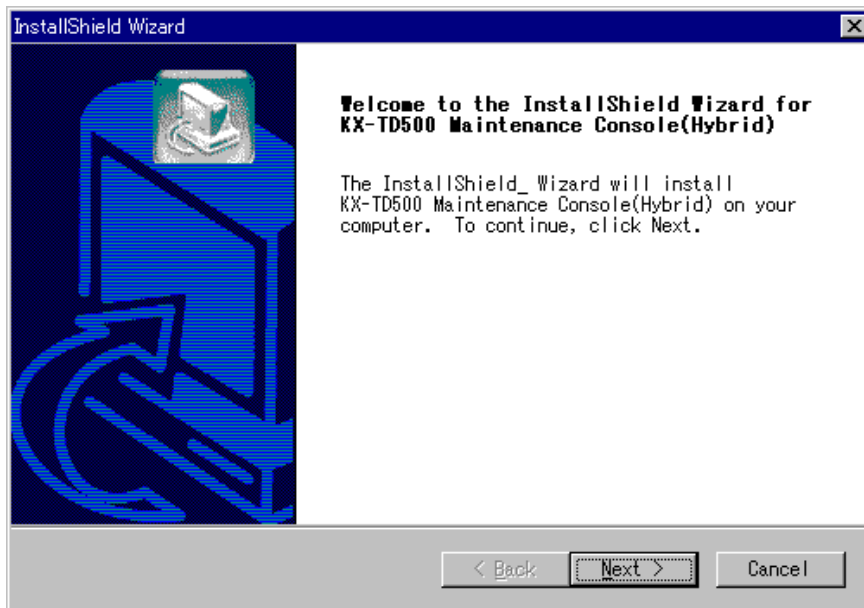 InstallShield Wizard
Welcome to the InstallShield Wizard for
KX-TD500 Maintenance Console(Hybrid)
The InstallShield_ Wizard will install
KX-TD500 Maintenance Console(Hybrid) on your
computer.  To continue, click Next.
< Back   Next >   Cancel